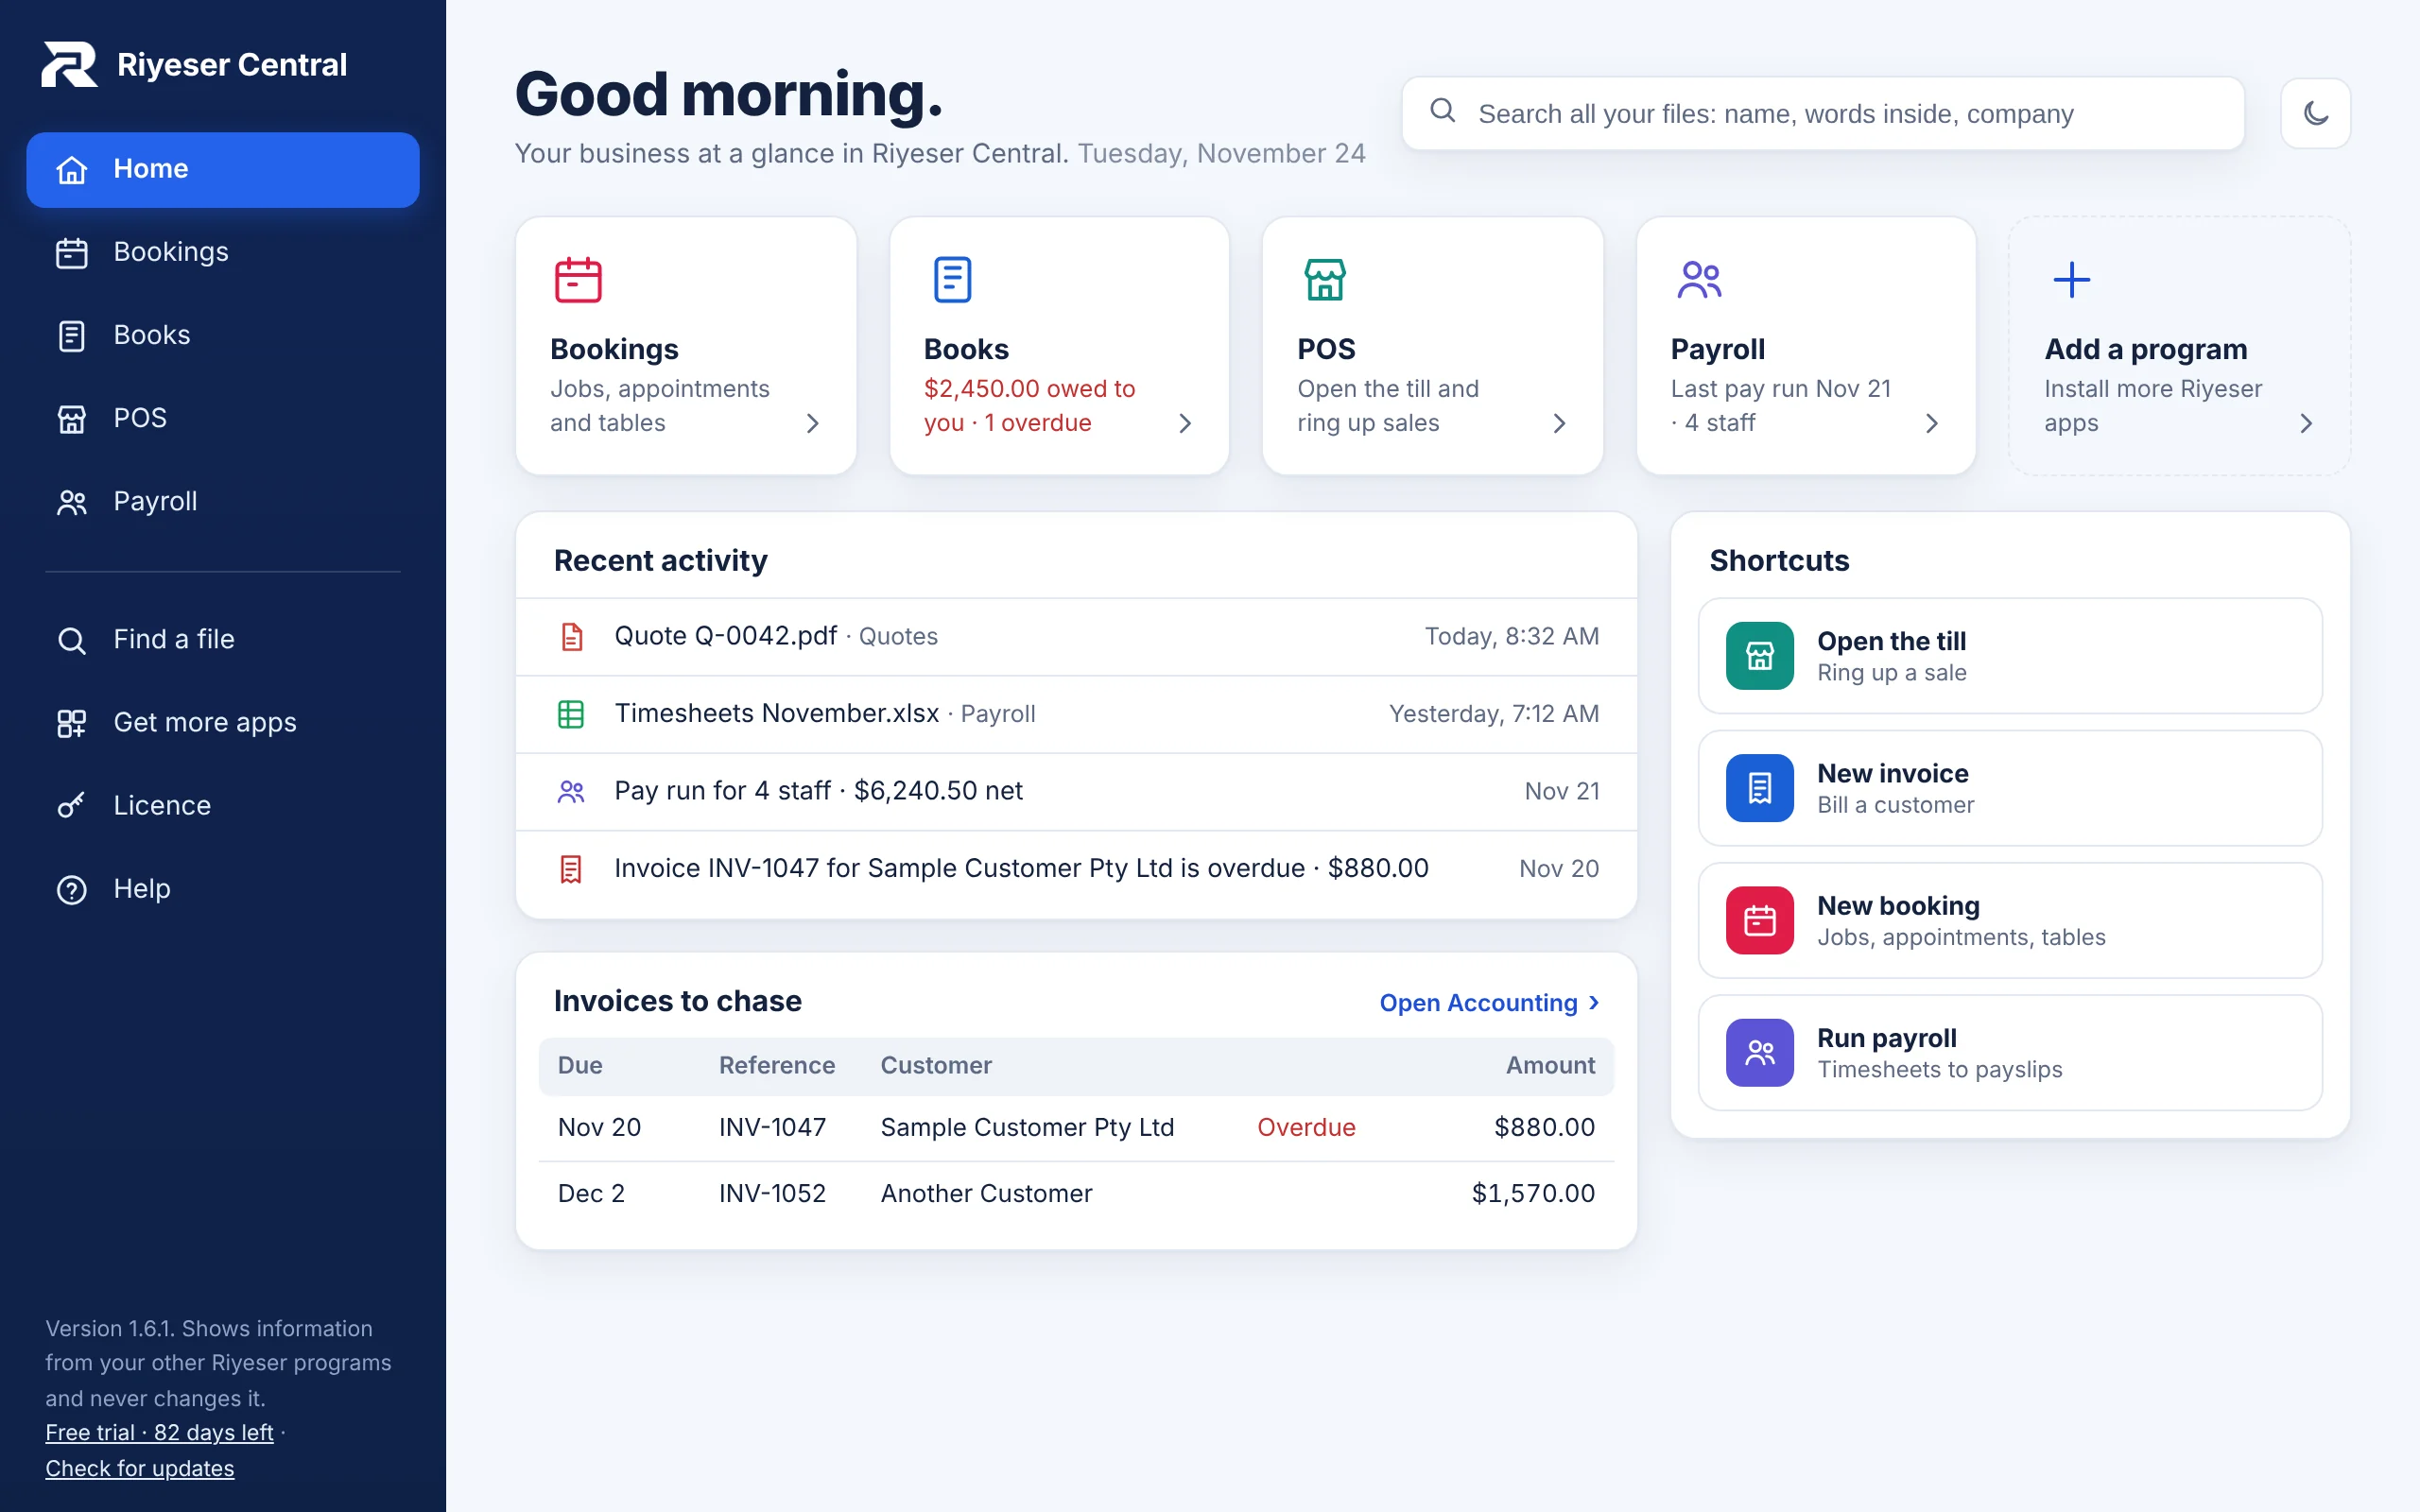 Riyeser Central
Home
Bookings
Books
POS
Payroll
Find a file
Get more apps
Licence
Help
Version 1.6.1. Shows information
from your other Riyeser programs
and never changes it.
Free trial · 82 days left ·
Check for updates
Good morning.
Your business at a glance in Riyeser Central. Tuesday, November 24
Search all your files: name, words inside, company
Bookings
Jobs, appointments
and tables
Books
$2,450.00 owed to
you · 1 overdue
POS
Open the till and
ring up sales
Payroll
Last pay run Nov 21
· 4 staff
Add a program
Install more Riyeser
apps
Recent activity
Quote Q-0042.pdf · Quotes Today, 8:32 AM
Timesheets November.xlsx · Payroll Yesterday, 7:12 AM
Pay run for 4 staff · $6,240.50 net Nov 21
Invoice INV-1047 for Sample Customer Pty Ltd is overdue · $880.00 Nov 20
Invoices to chase Open Accounting
Due Reference Customer Amount
Nov 20 INV-1047 Sample Customer Pty Ltd Overdue $880.00
Dec 2 INV-1052 Another Customer $1,570.00
Shortcuts
Open the till
Ring up a sale
New invoice
Bill a customer
New booking
Jobs, appointments, tables
Run payroll
Timesheets to payslips